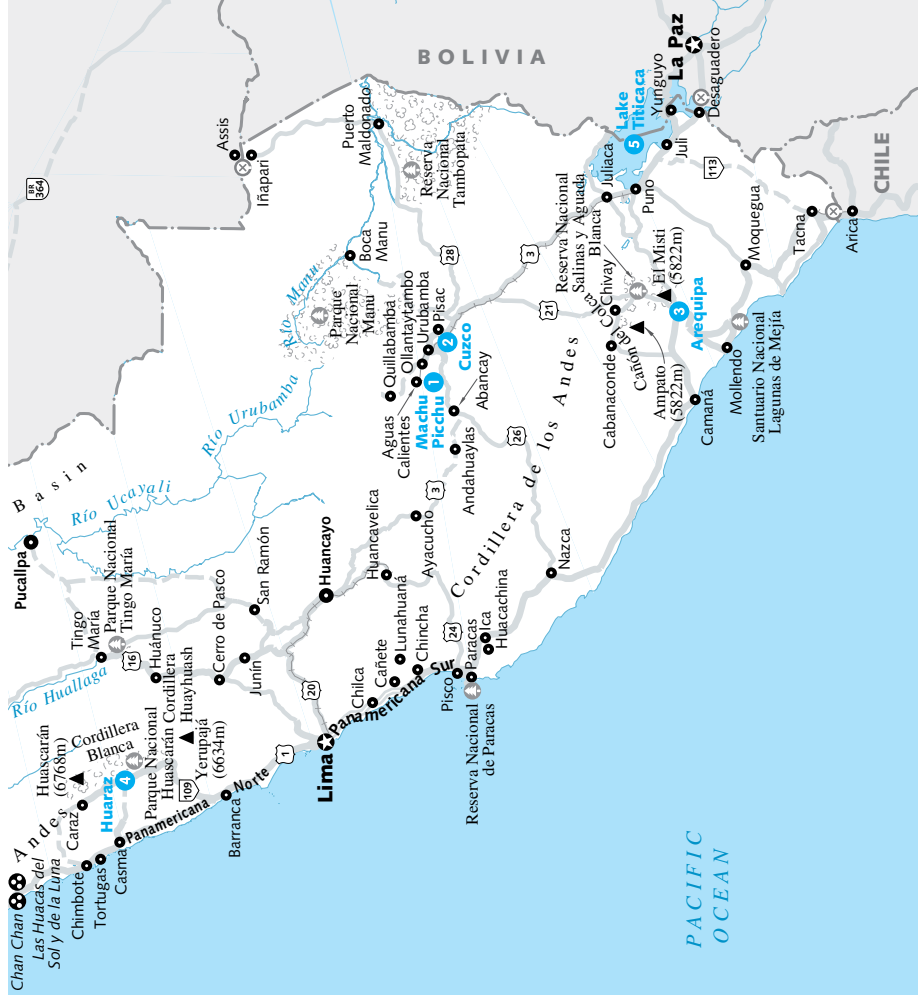 Chan Chan
Las Huacas del
Sol y de la Luna
Andes
Chimbote
Tortugas
Casma
Caraz
Huascarán
(6768m)
Cordillera
Blanca
4
Huaraz
Parque Nacional
Huascarán
Cordillera
Huayhuash
Yerupajá
(6634m)
109
Panamericana Norte
Barranca
1
Río Huallaga
Tingo
María
Parque Nacional
Tingo María
16
Huánuco
Cerro de Pasco
Junín
San Ramón
Pucallpa
Basin
Río Ucayali
Río Urubamba
Lima
20
Huancayo
Panamericana Sur
Chilca
Cañete
Lunahuaná
Chincha
Pisco
Paracas
Reserva Nacional
de Paracas
24
Ica
Huacachina
Huancavelica
Ayacucho
3
Andahuaylas
Abancay
26
Nazca
Cordillera de los Andes
Quillabamba
Aguas
Calientes
Ollantaytambo
Urubamba
Pisac
1
Machu
Picchu
2
Cuzco
Río Manu
Parque
Nacional
Manu
Boca
Manu
28
BR
364
Assis
Iñapari
Puerto
Maldonado
Reserva
Nacional
Tambopata
BOLIVIA
3
21
Reserva Nacional
Salinas y Aguada
Blanca
Chivay
Cañón del Colca
Cabanaconde
Ampato
(5822m)
El Misti
(5822m)
3
Arequipa
Camaná
Mollendo
Santuario Nacional
Lagunas de Mejía
Moquegua
Tacna
Arica
CHILE
113
Juliaca
Puno
5
Lake
Titicaca
Juli
Yunguyo
Desaguadero
La Paz
PACIFIC
OCEAN